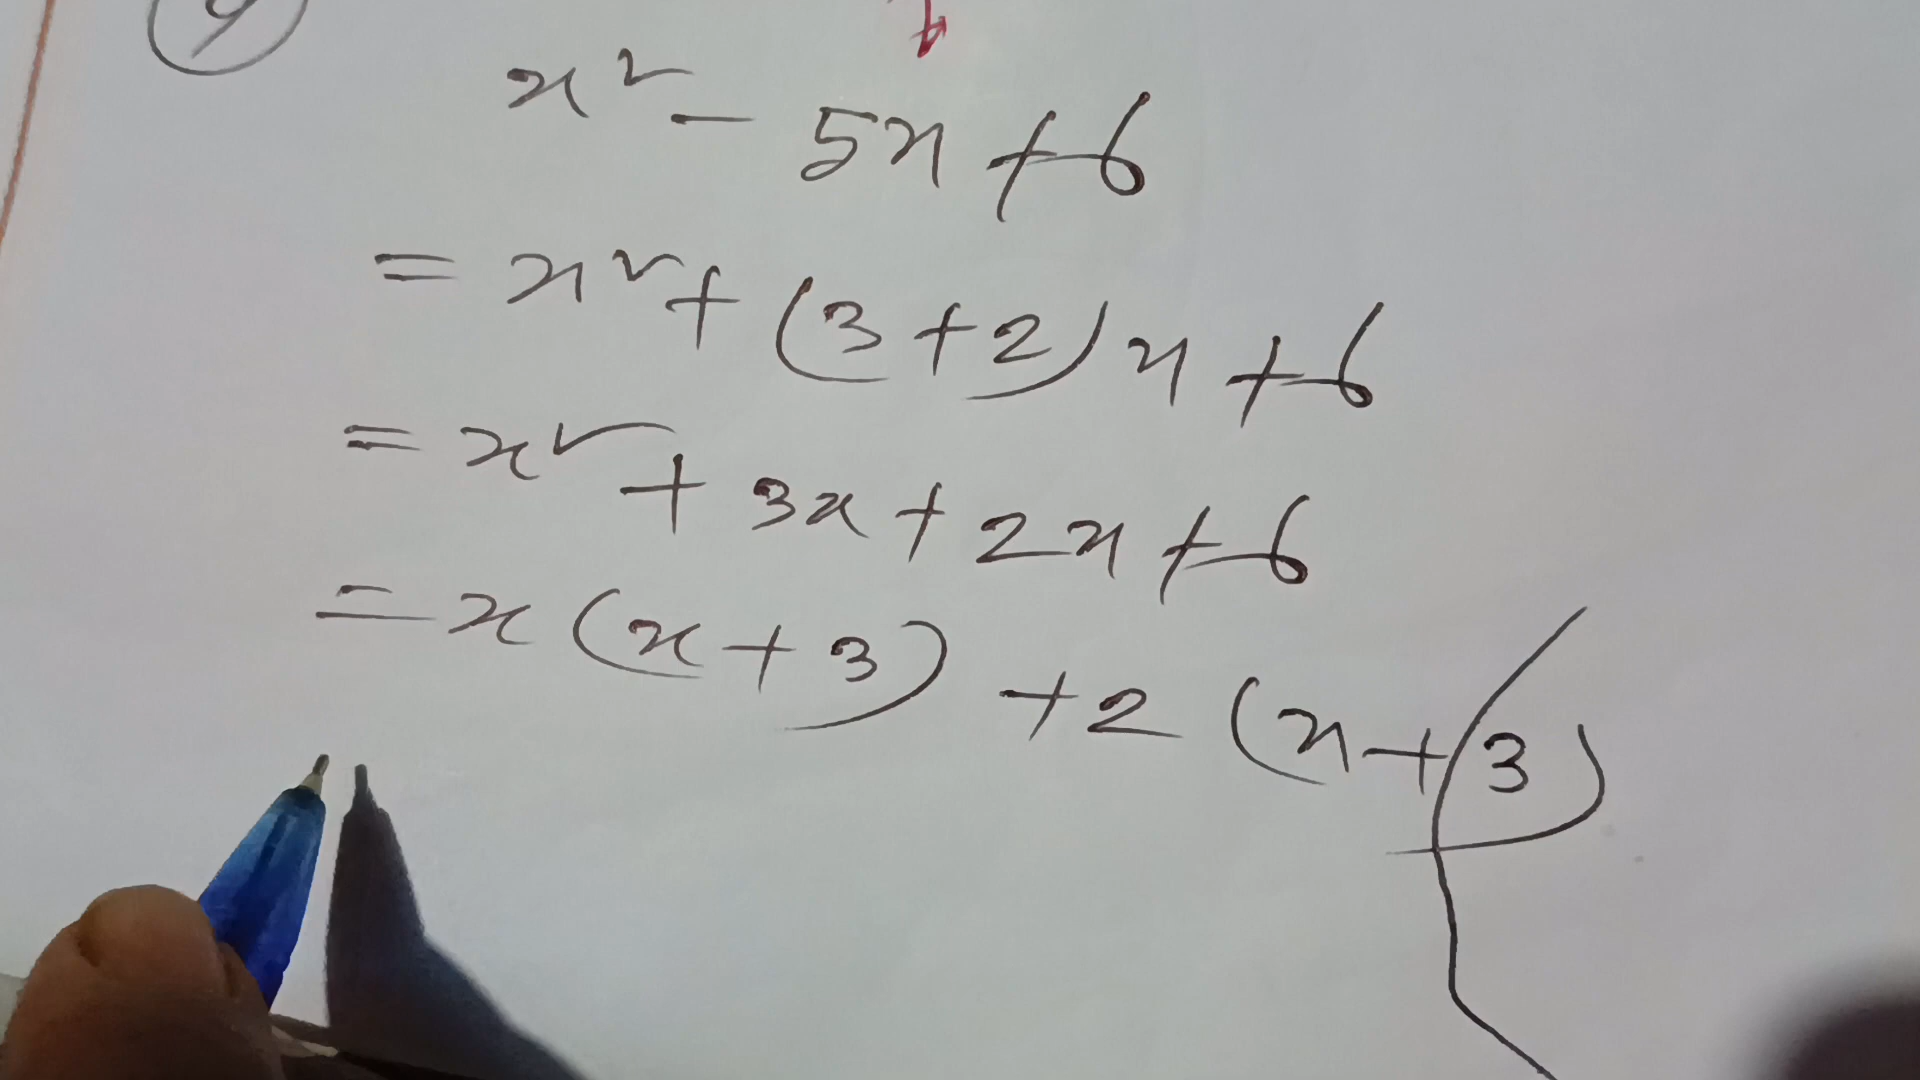 x² - 5x + 6
= x² + (3 + 2) x + 6
= x² + 3x + 2x + 6
= x (x + 3) + 2 (x + 3)